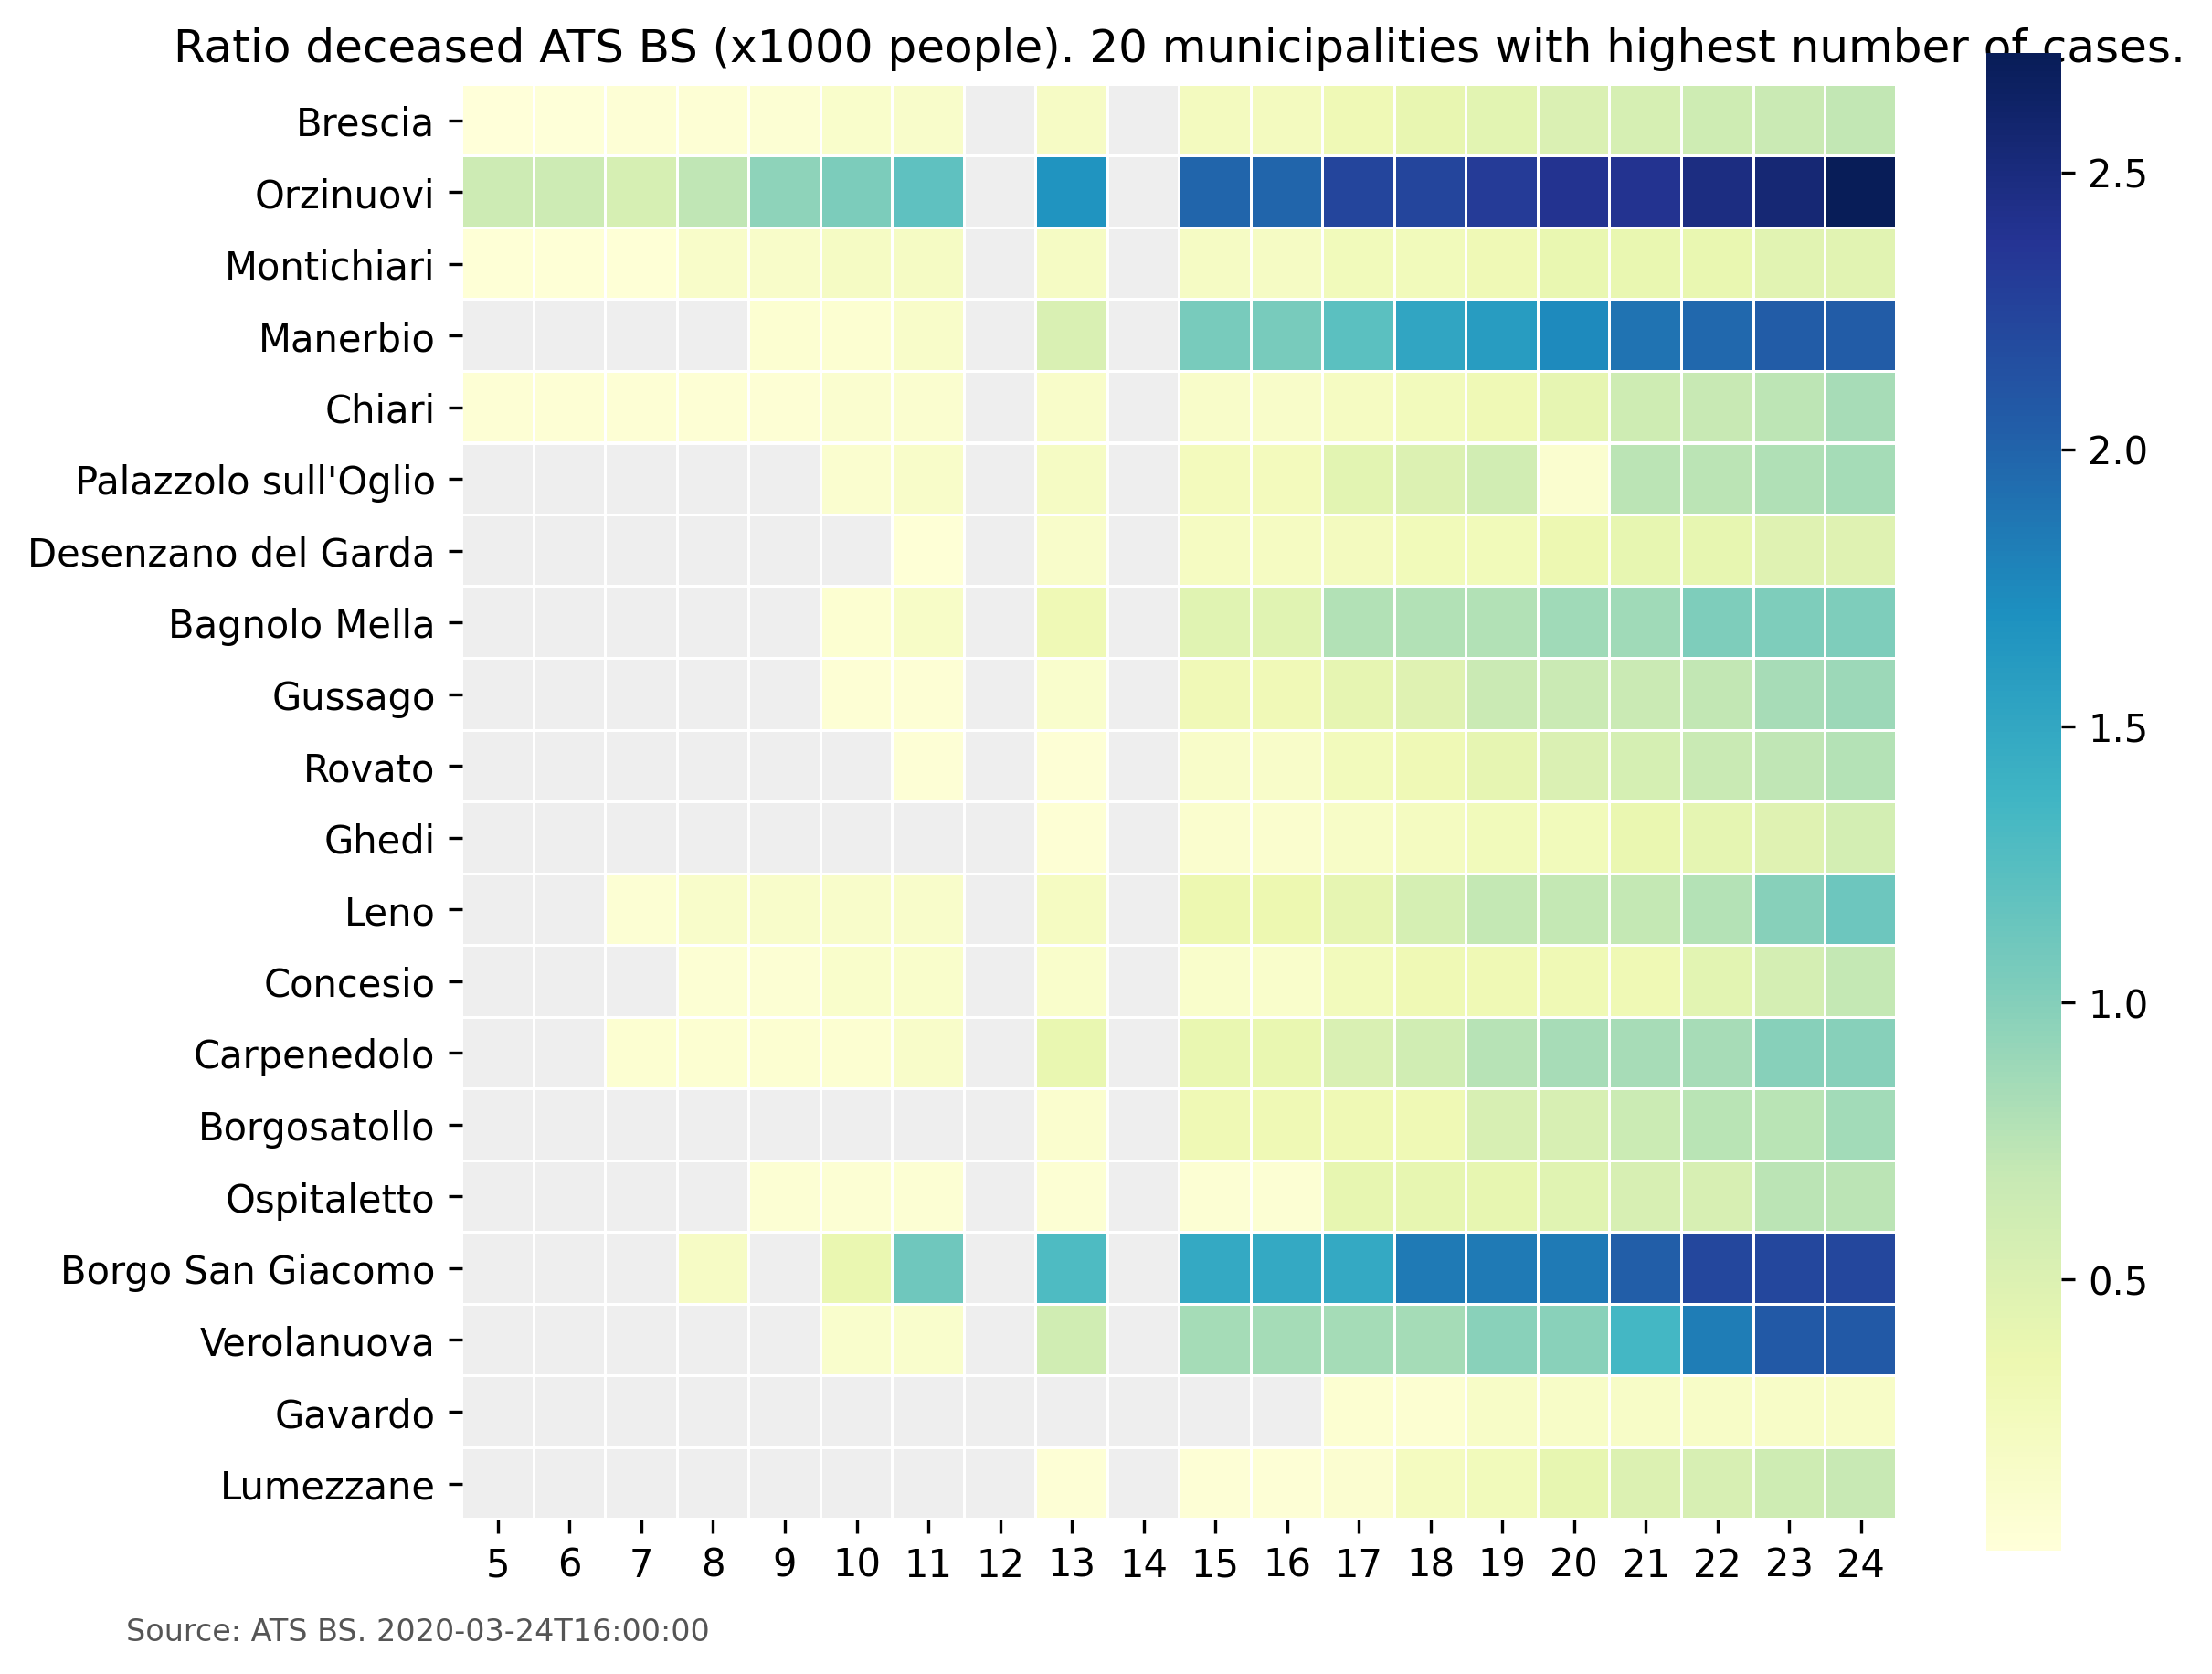 Ratio deceased ATS BS (x1000 people). 20 municipalities with highest number of cases.
Brescia
Orzinuovi
Montichiari
Manerbio
Chiari
Palazzolo sull'Oglio
Desenzano del Garda
Bagnolo Mella
Gussago
Rovato
Ghedi
Leno
Concesio
Carpenedolo
Borgosatollo
Ospitaletto
Borgo San Giacomo
Verolanuova
Gavardo
Lumezzane
5 6 7 8 9 10 11 12 13 14 15 16 17 18 19 20 21 22 23 24
2.5
2.0
1.5
1.0
0.5
Source: ATS BS. 2020-03-24T16:00:00